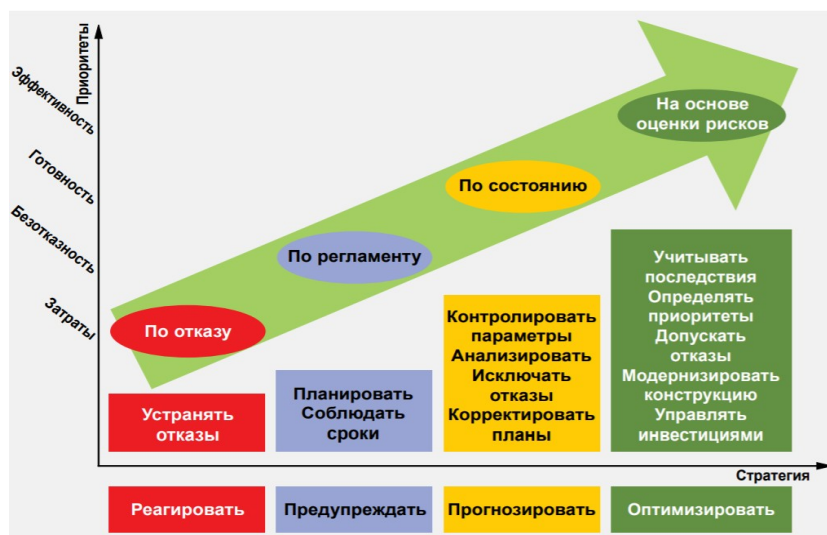 Приоритеты
Эффективность
Готовность
Безотказность
Затраты
На основе
оценки рисков
По состоянию
По регламенту
По отказу
Устранять
отказы
Планировать
Соблюдать
сроки
Контролировать
параметры
Анализировать
Исключать
отказы
Корректировать
планы
Учитывать
последствия
Определять
приоритеты
Допускать
отказы
Модернизировать
конструкцию
Управлять
инвестициями
Стратегия
Реагировать
Предупреждать
Прогнозировать
Оптимизировать